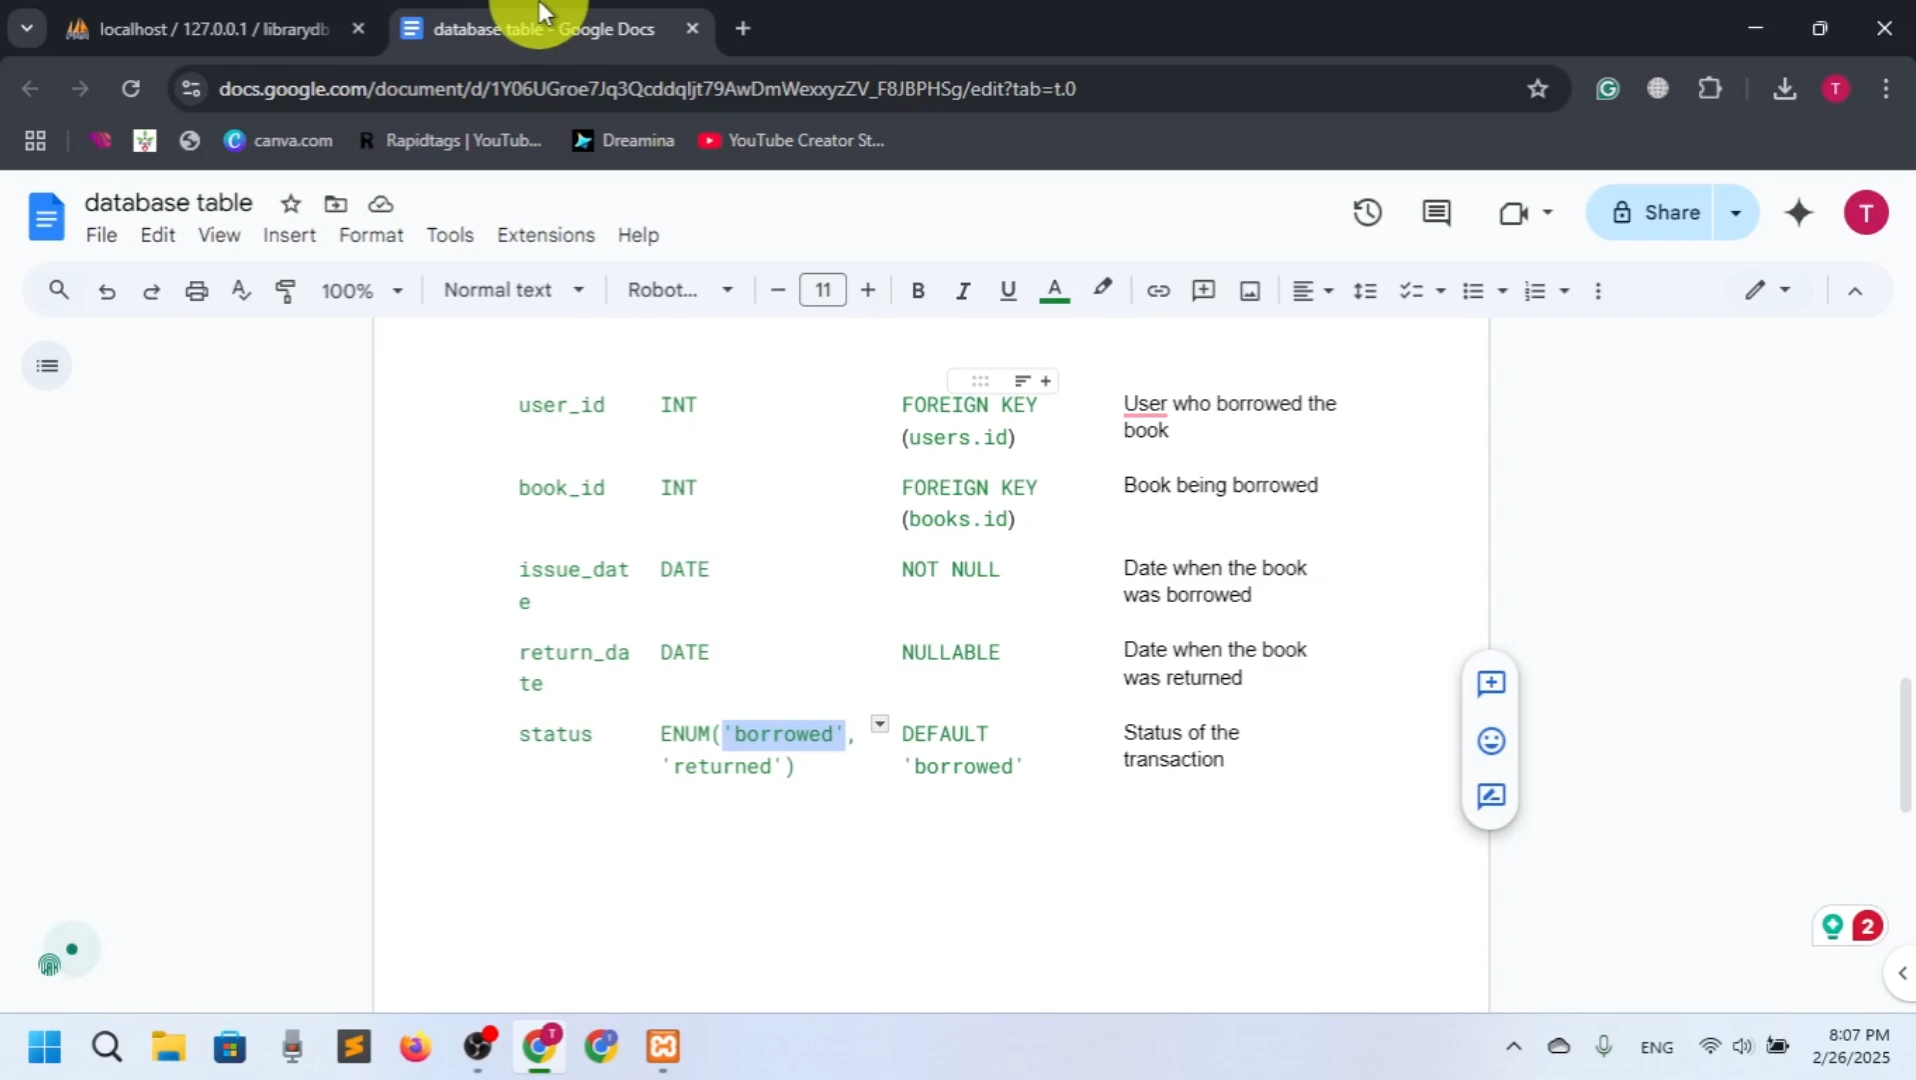 localhost / 127.0.0.1 / librarydb
database table - Google Docs
docs.google.com/document/d/1Y06UGroe7Jq3QcddqIjt79AwDmWexxyzZV_F8JBPHSg/edit?tab=t.0
T
canva.com
R Rapidtags | YouTub...
Dreamina
YouTube Creator St...
database table
Share
T
File Edit View Insert Format Tools Extensions Help
100% Normal text Robot... 11 B I U A
user_id INT FOREIGN KEY User who borrowed the
(users.id) book
book_id INT FOREIGN KEY Book being borrowed
(books.id)
issue_dat DATE NOT NULL Date when the book
e was borrowed
return_da DATE NULLABLE Date when the book
te was returned
status ENUM('borrowed', DEFAULT Status of the
'returned') 'borrowed' transaction
2
ENG
8:07 PM
2/26/2025